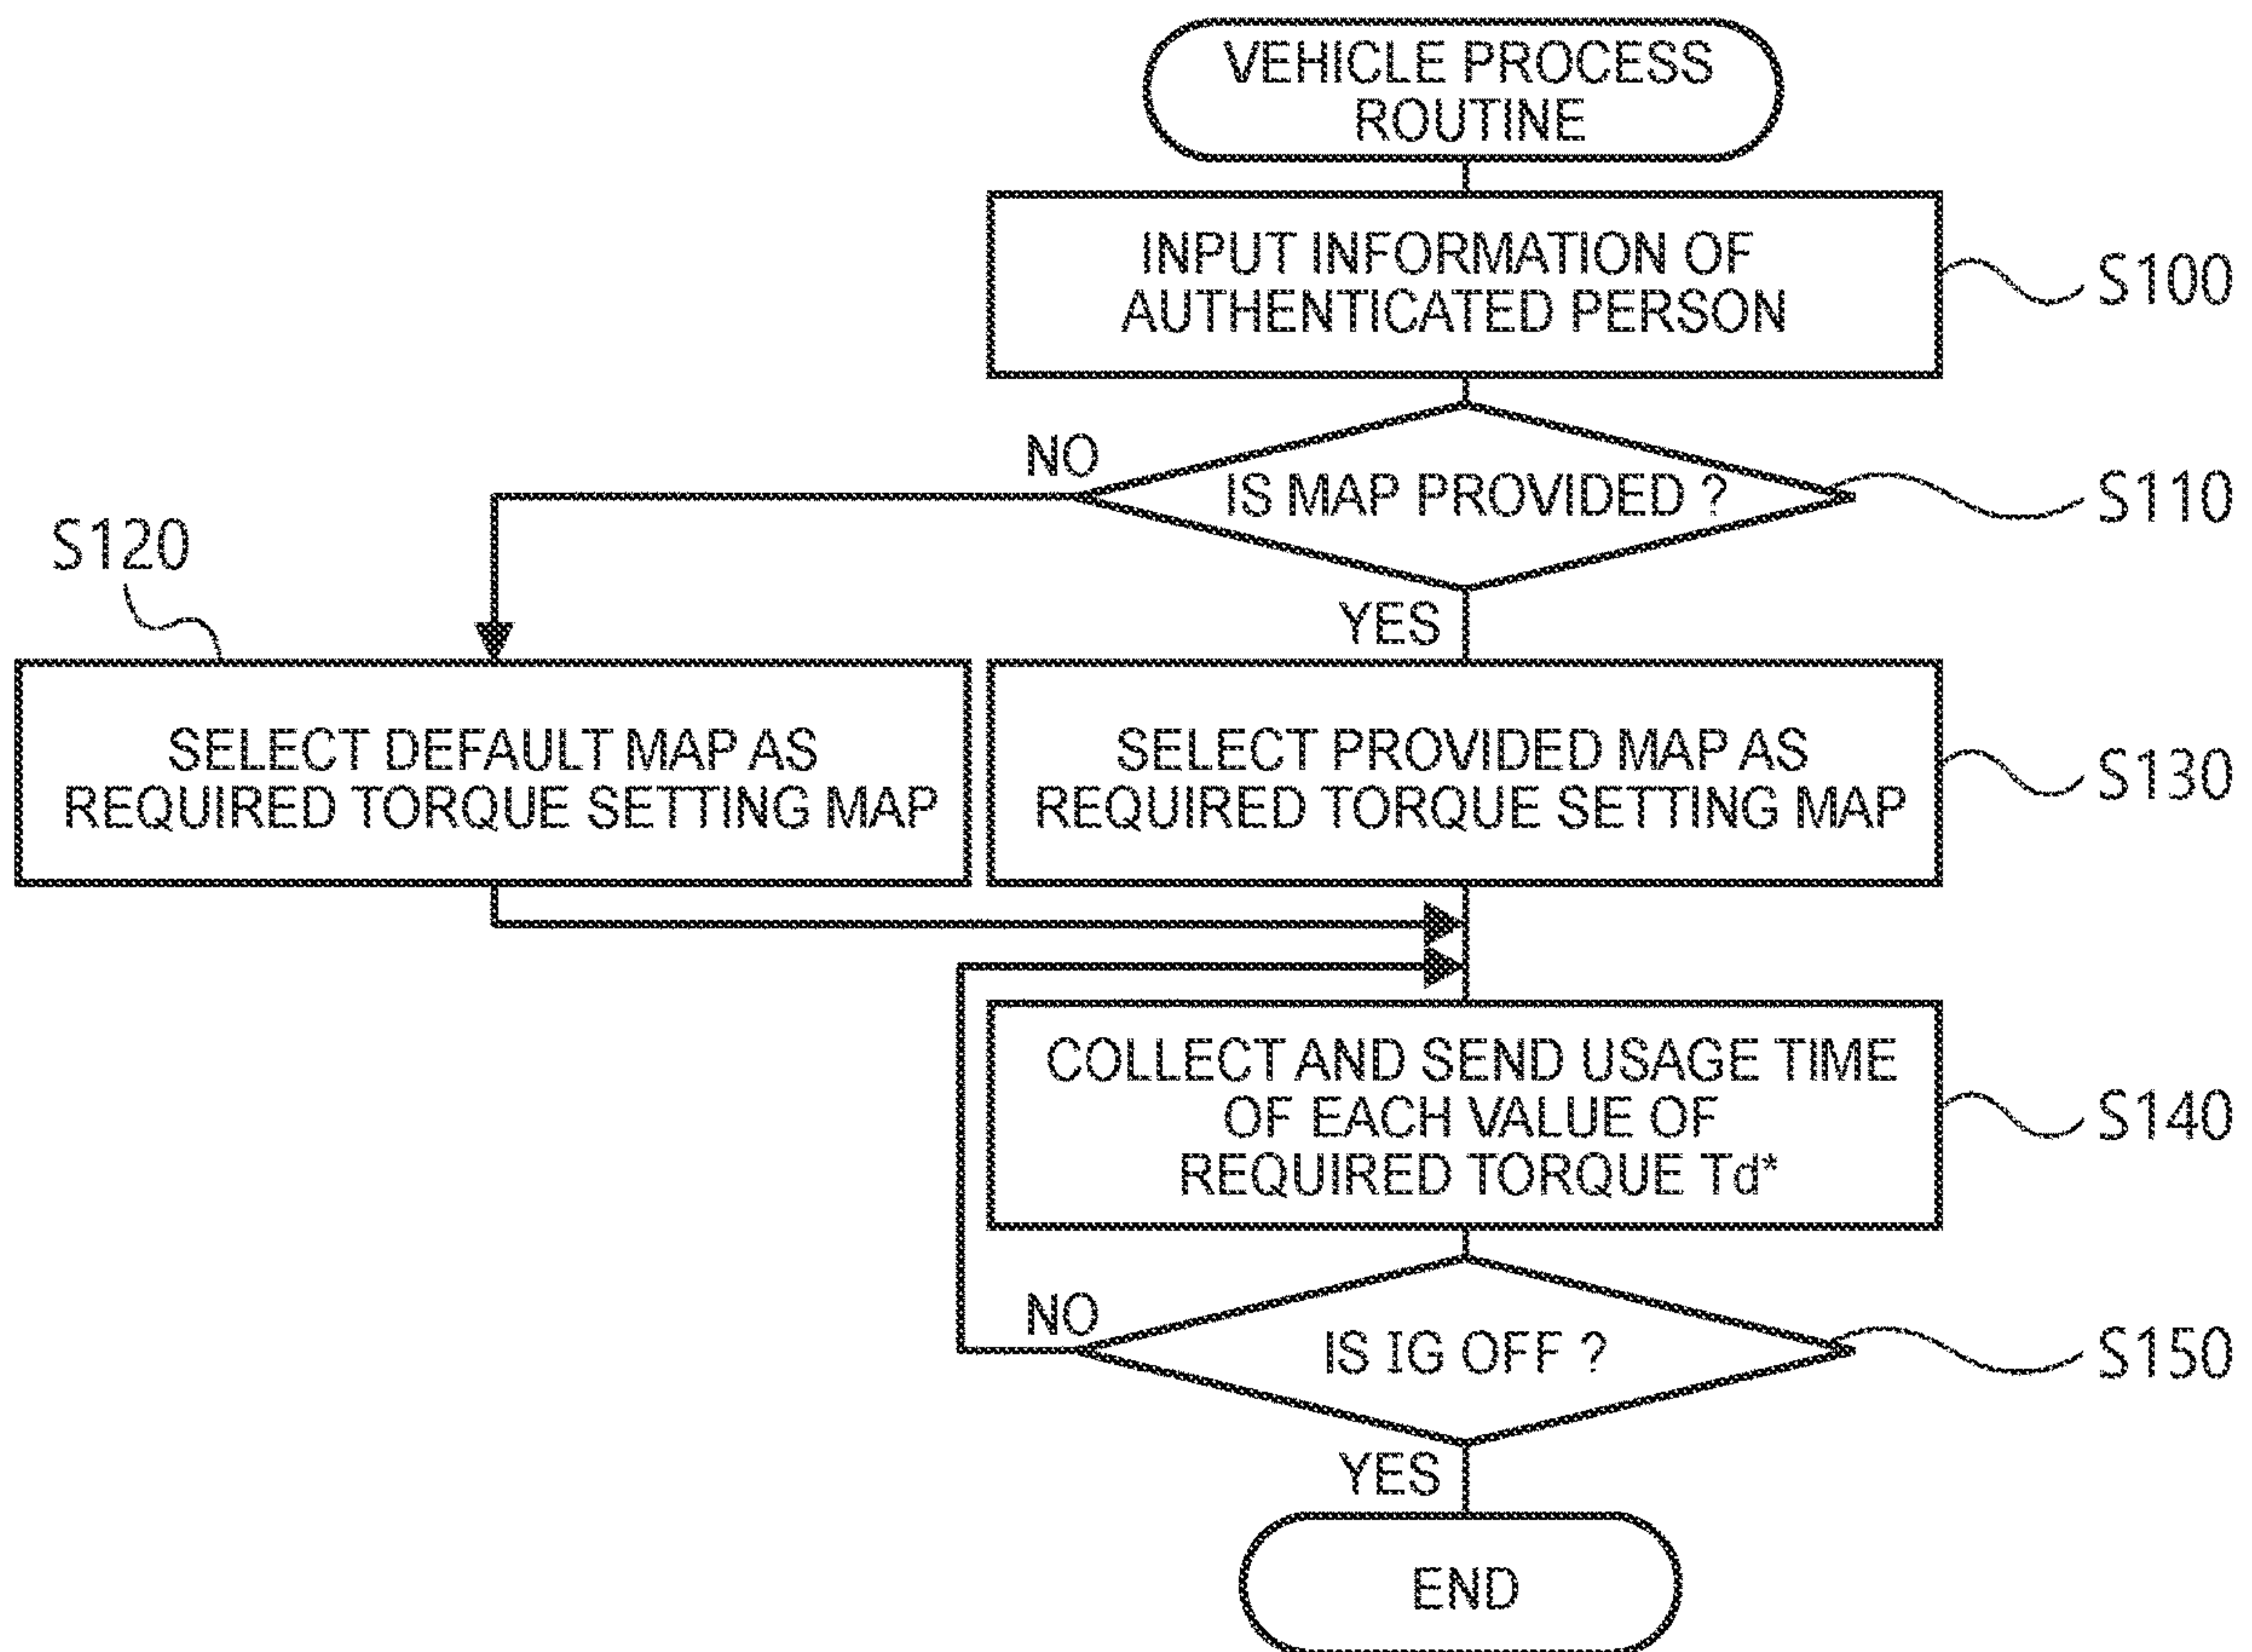 VEHICLE PROCESS
ROUTINE
INPUT INFORMATION OF
AUTHENTICATED PERSON
S100
NO
IS MAP PROVIDED ?
S110
YES
S120
SELECT DEFAULT MAP AS
REQUIRED TORQUE SETTING MAP
SELECT PROVIDED MAP AS
REQUIRED TORQUE SETTING MAP
S130
COLLECT AND SEND USAGE TIME
OF EACH VALUE OF
REQUIRED TORQUE Td*
S140
NO
IS IG OFF ?
S150
YES
END